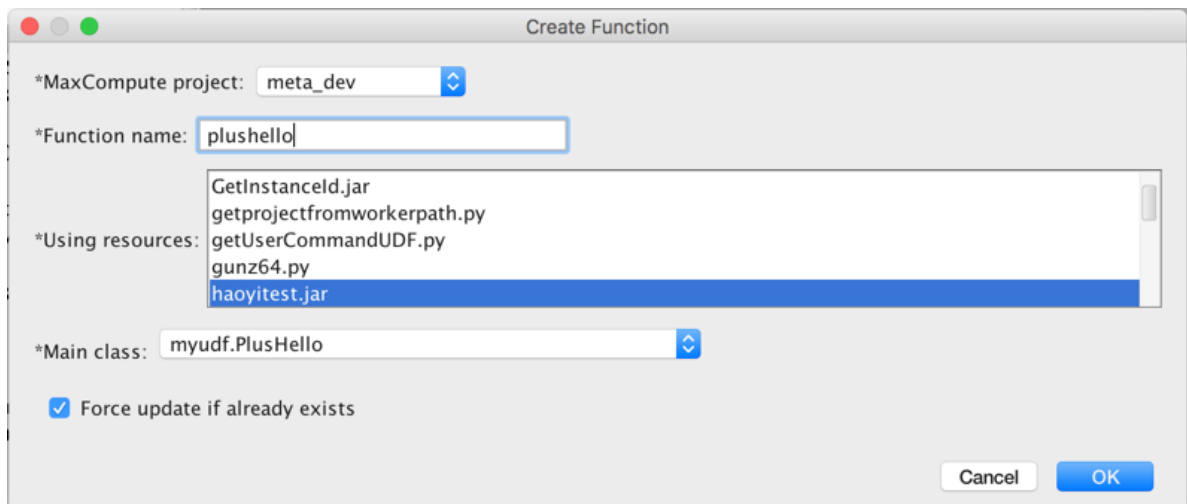 Create Function
*MaxCompute project: meta_dev
*Function name: plushello
GetInstanceId.jar
getprojectfromworkerpath.py
*Using resources: getUserCommandUDF.py
gunz64.py
haoyitest.jar
*Main class: myudf.PlusHello
Force update if already exists
Cancel OK